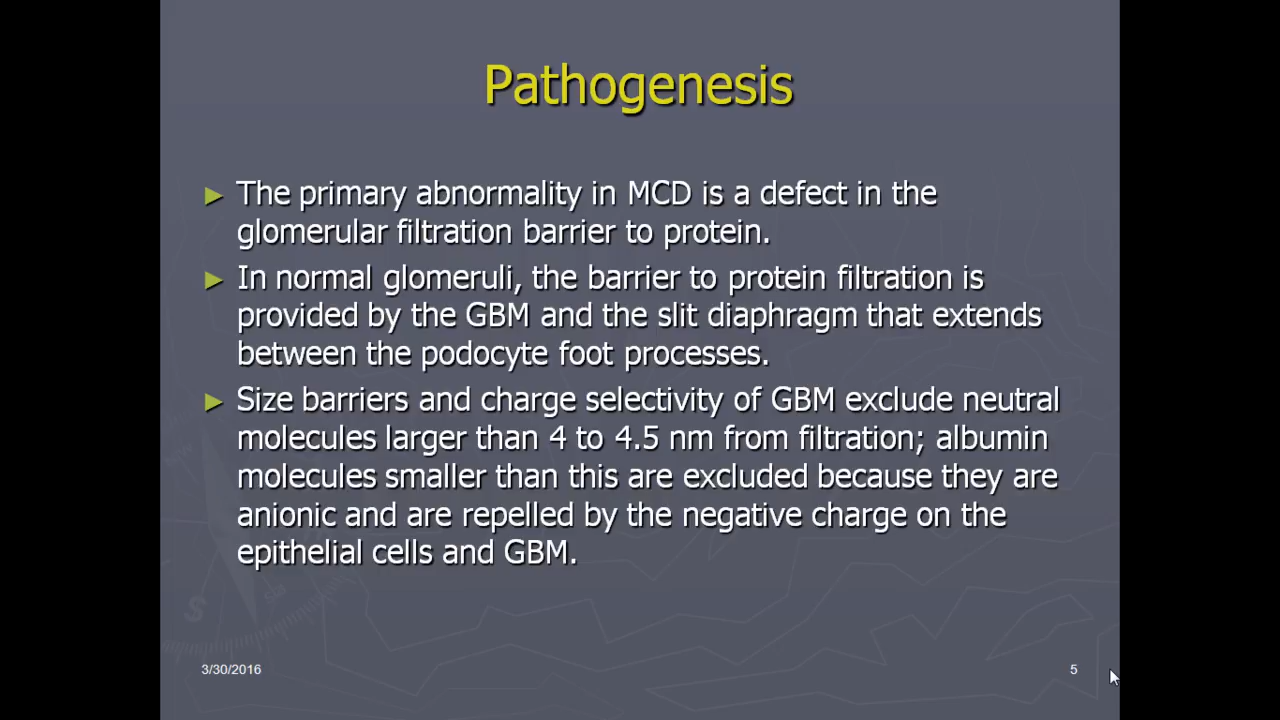 Pathogenesis
► The primary abnormality in MCD is a defect in the
glomerular filtration barrier to protein.
► In normal glomeruli, the barrier to protein filtration is
provided by the GBM and the slit diaphragm that extends
between the podocyte foot processes.
► Size barriers and charge selectivity of GBM exclude neutral
molecules larger than 4 to 4.5 nm from filtration; albumin
molecules smaller than this are excluded because they are
anionic and are repelled by the negative charge on the
epithelial cells and GBM.
S
3/30/2016
5